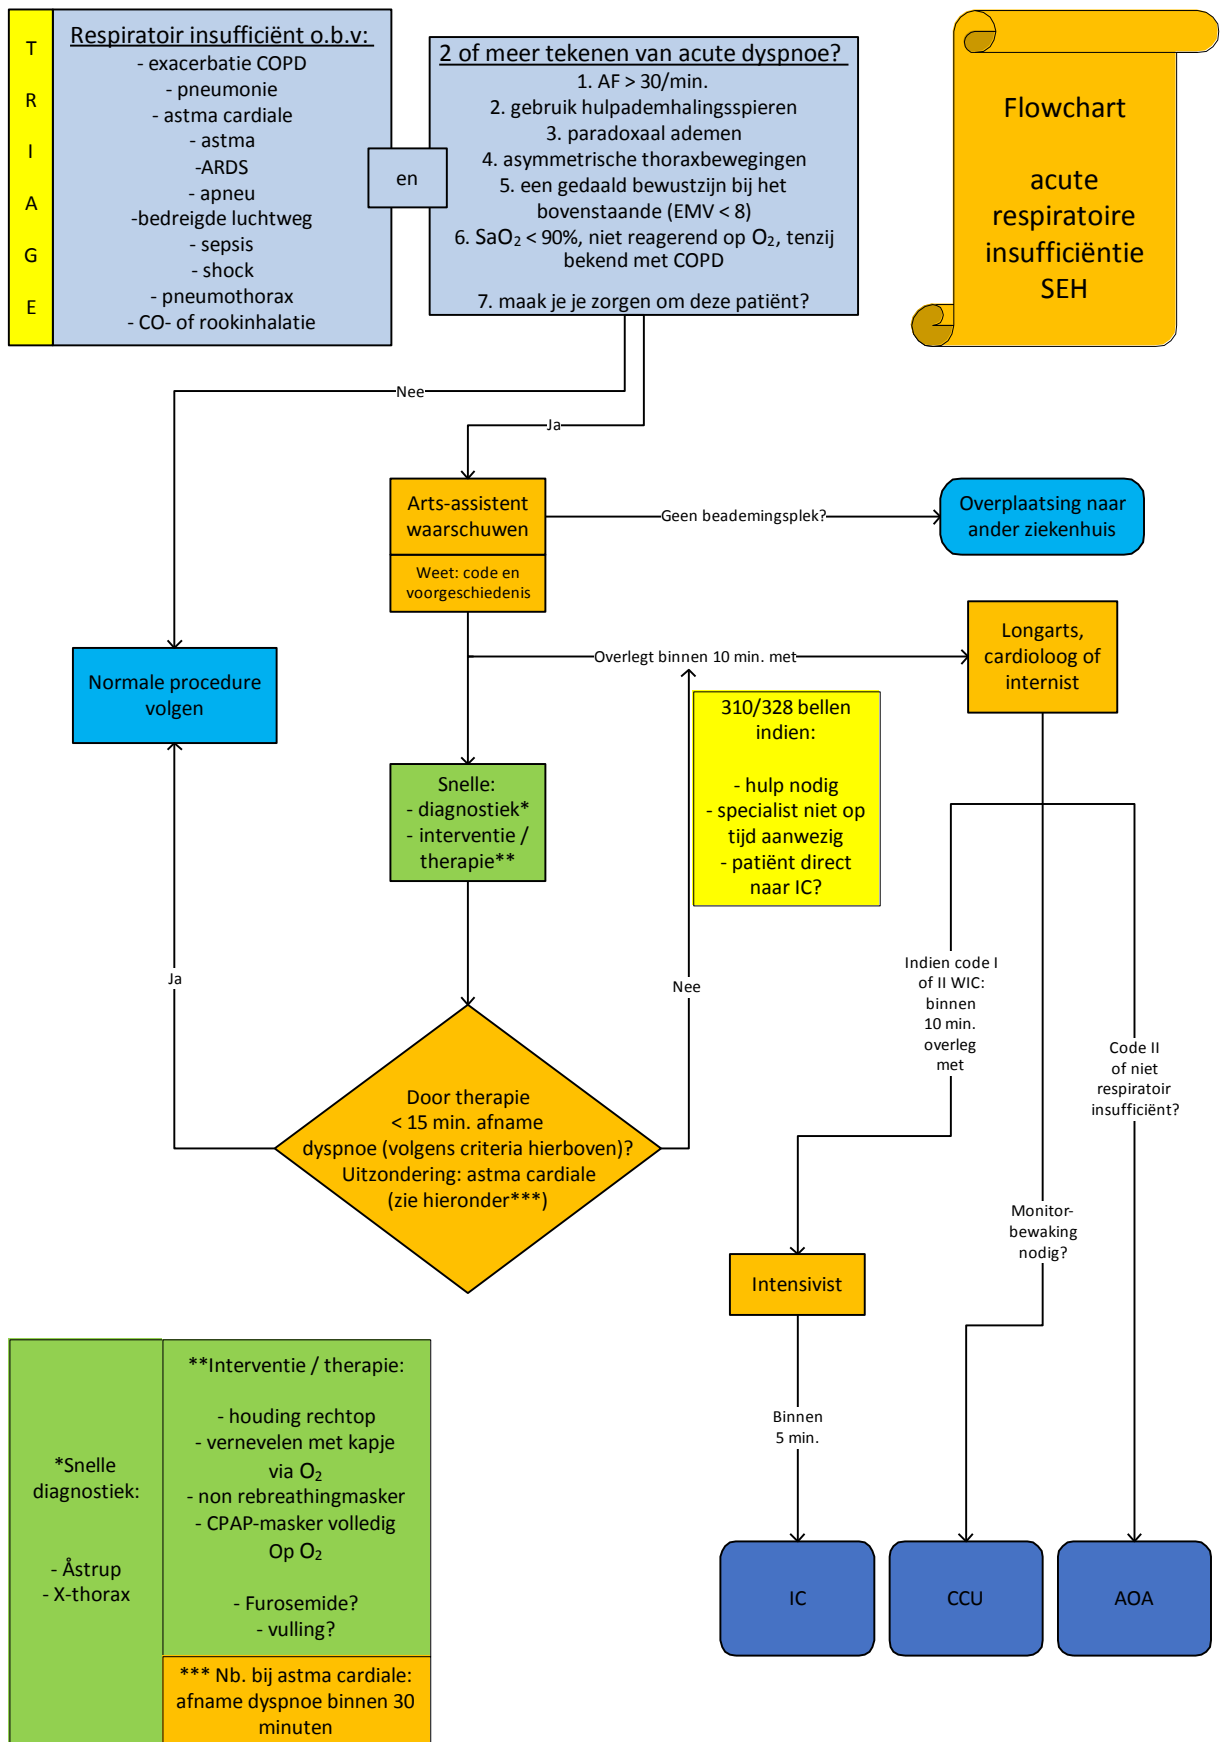 T
R
I
A
G
E
Respiratoir insufficiënt o.b.v:
- exacerbatie COPD
- pneumonie
- astma cardiale
- astma
-ARDS
- apneu
-bedreigde luchtweg
- sepsis
- shock
- pneumothorax
- CO- of rookinhalatie
en
2 of meer tekenen van acute dyspnoe?
1. AF > 30/min.
2. gebruik hulpademhalingsspieren
3. paradoxaal ademen
4. asymmetrische thoraxbewegingen
5. een gedaald bewustzijn bij het
bovenstaande (EMV < 8)
6. SaO₂ < 90%, niet reagerend op O₂, tenzij
bekend met COPD
7. maak je je zorgen om deze patiënt?
Flowchart
acute
respiratoire
insufficiëntie
SEH
Nee
Ja
Arts-assistent
waarschuwen
Weet: code en
voorgeschiedenis
Geen beademingsplek?
Overplaatsing naar
ander ziekenhuis
Normale procedure
volgen
Overlegt binnen 10 min. met
Longarts,
cardioloog of
internist
310/328 bellen
indien:
- hulp nodig
- specialist niet op
tijd aanwezig
- patiënt direct
naar IC?
Snelle:
- diagnostiek*
- interventie /
therapie**
Ja
Nee
Door therapie
< 15 min. afname
dyspnoe (volgens criteria hierboven)?
Uitzondering: astma cardiale
(zie hieronder***)
Indien code I
of II WIC:
binnen
10 min.
overleg
met
Code II
of niet
respiratoir
insufficiënt?
Monitor-
bewaking
nodig?
Intensivist
Binnen
5 min.
IC
CCU
AOA
*Snelle
diagnostiek:
- Åstrup
- X-thorax
**Interventie / therapie:
- houding rechtop
- vernevelen met kapje
via O₂
- non rebreathingmasker
- CPAP-masker volledig
Op O₂
- Furosemide?
- vulling?
*** Nb. bij astma cardiale:
afname dyspnoe binnen 30
minuten